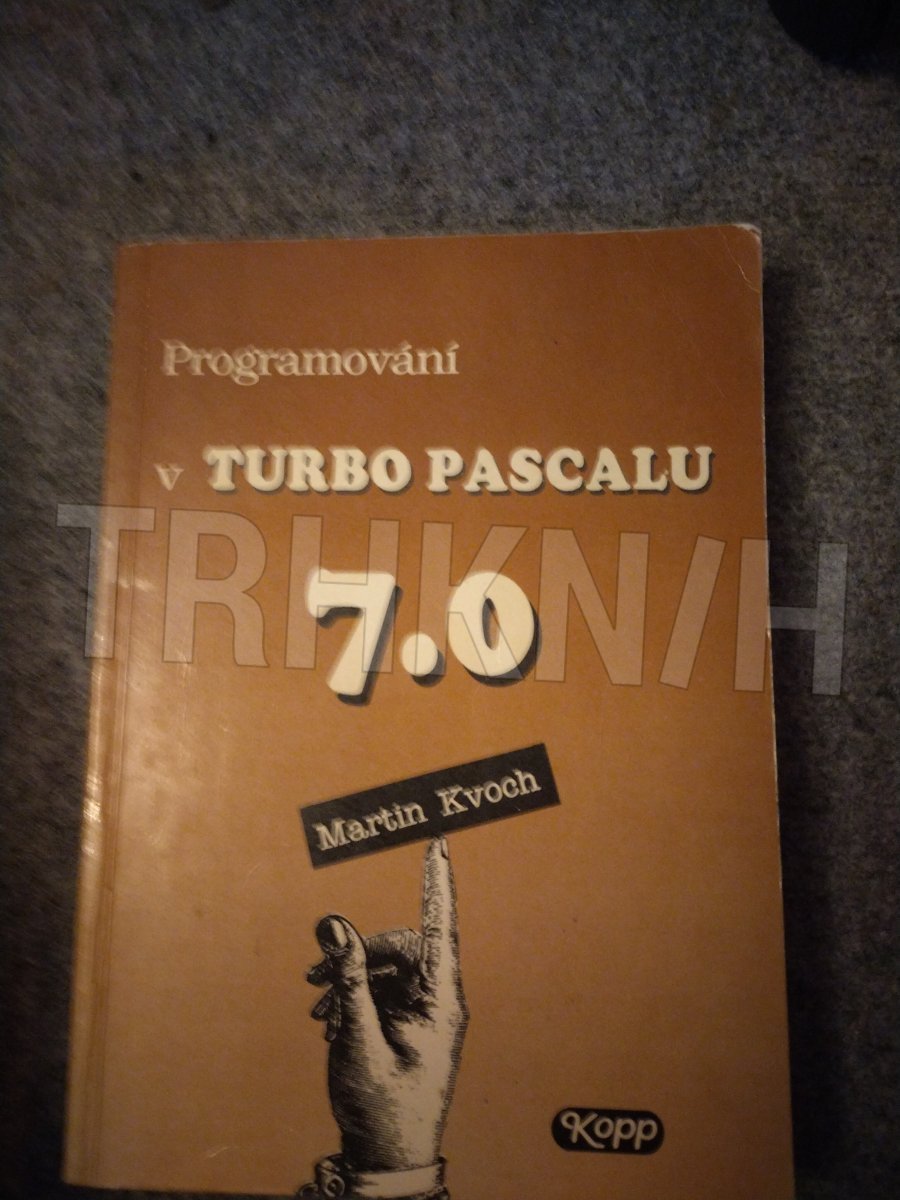 Programování
v TURBO PASCALU
TRHKNIH
7.0
Martin Kvoch
Kopp